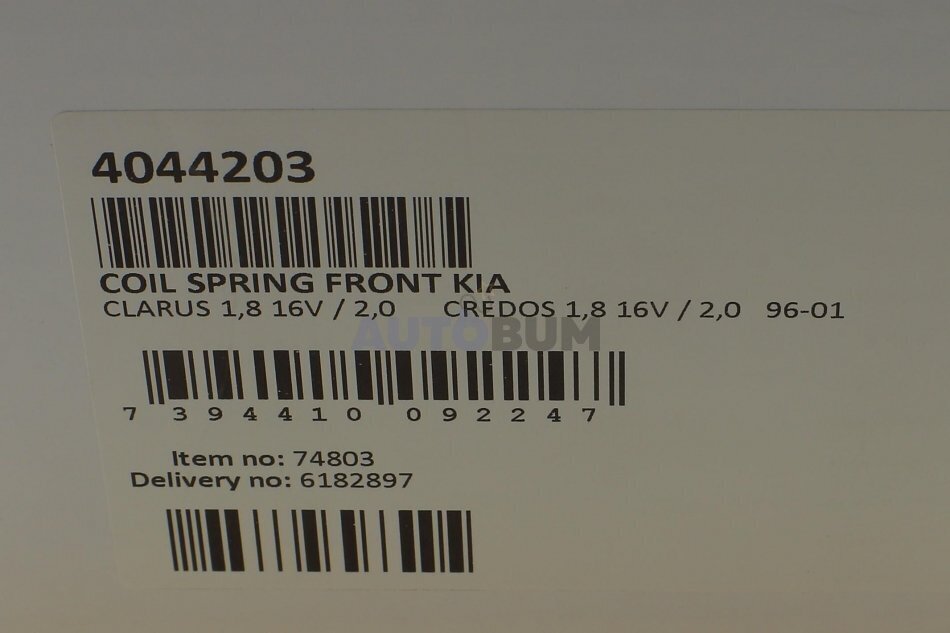 4044203
COIL SPRING FRONT KIA
CLARUS 1,8 16V / 2,0 CREDOS 1,8 16V / 2,0 96-01
AUTOBUM
7 394410 092247
Item no: 74803
Delivery no: 6182897